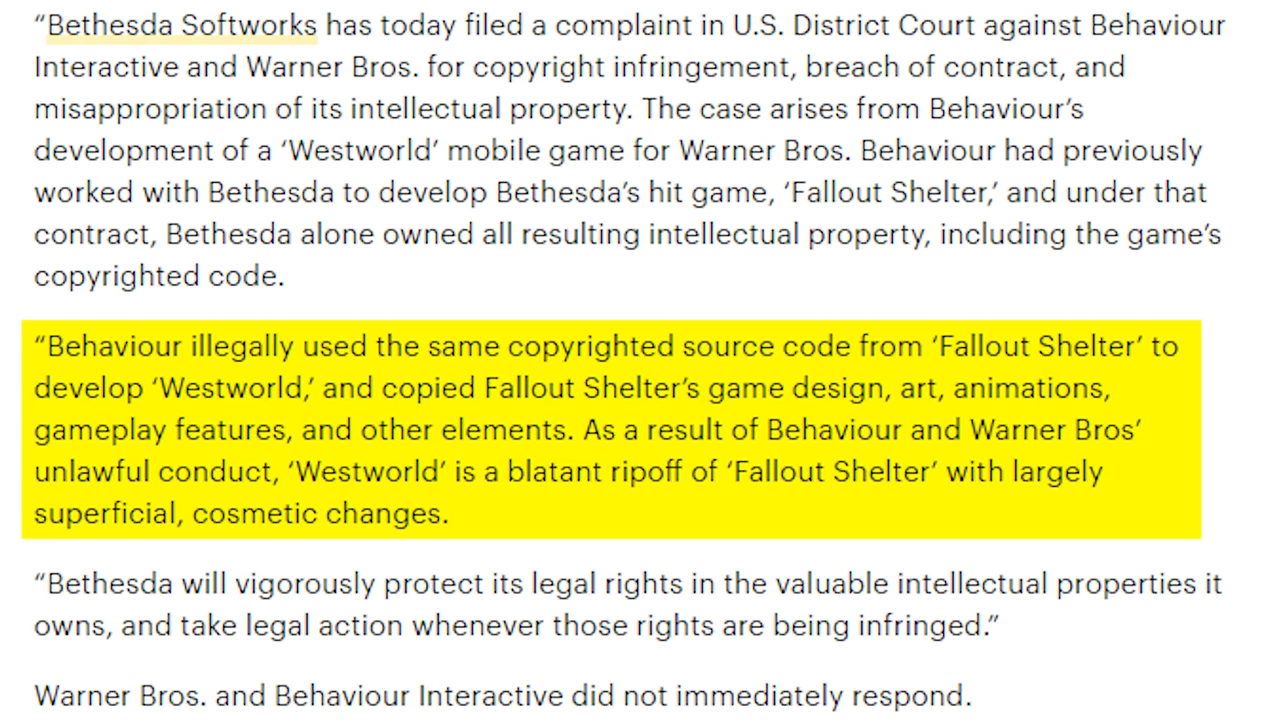 “Bethesda Softworks has today filed a complaint in U.S. District Court against Behaviour
Interactive and Warner Bros. for copyright infringement, breach of contract, and
misappropriation of its intellectual property. The case arises from Behaviour’s
development of a ‘Westworld’ mobile game for Warner Bros. Behaviour had previously
worked with Bethesda to develop Bethesda’s hit game, ‘Fallout Shelter,’ and under that
contract, Bethesda alone owned all resulting intellectual property, including the game’s
copyrighted code.
“Behaviour illegally used the same copyrighted source code from ‘Fallout Shelter’ to
develop ‘Westworld,’ and copied Fallout Shelter’s game design, art, animations,
gameplay features, and other elements. As a result of Behaviour and Warner Bros’
unlawful conduct, ‘Westworld’ is a blatant ripoff of ‘Fallout Shelter’ with largely
superficial, cosmetic changes.
“Bethesda will vigorously protect its legal rights in the valuable intellectual properties it
owns, and take legal action whenever those rights are being infringed.”
Warner Bros. and Behaviour Interactive did not immediately respond.